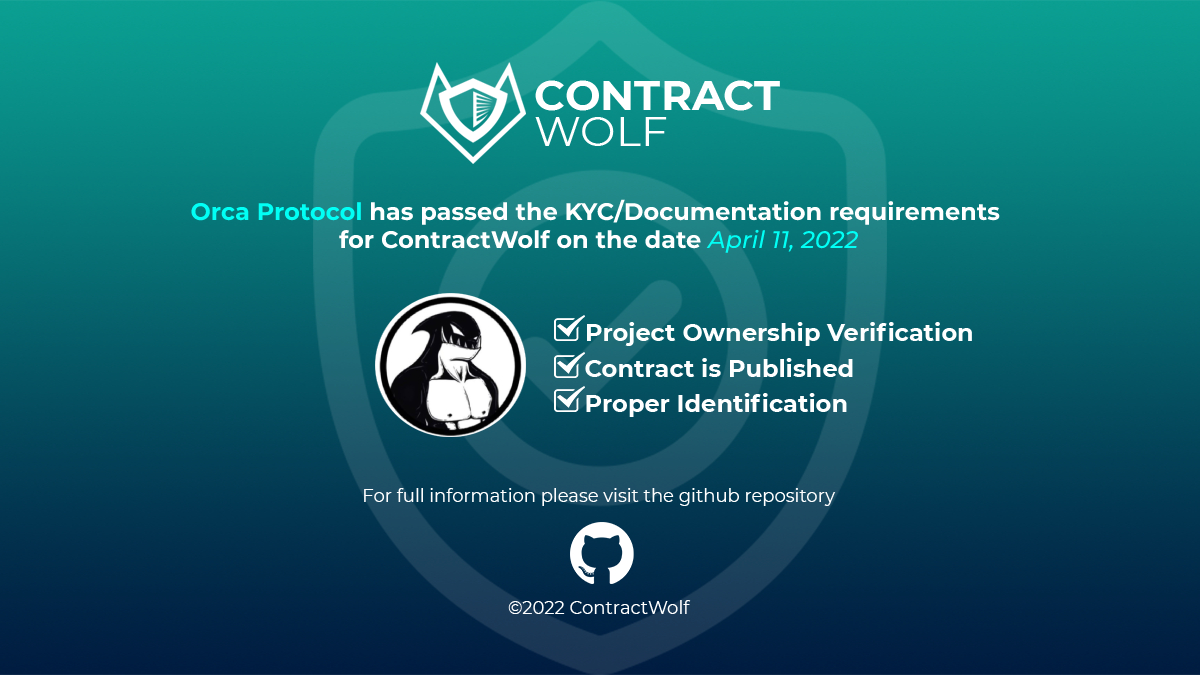 CONTRACT
WOLF
Orca Protocol has passed the KYC/Documentation requirements
for ContractWolf on the date April 11, 2022
Project Ownership Verification
Contract is Published
Proper Identification
For full information please visit the github repository
©2022 ContractWolf